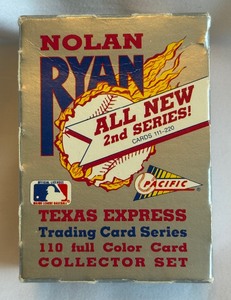 NOLAN
RYAN
ALL NEW
2nd SERIES!
CARDS 111-220
PACIFIC
TEXAS EXPRESS
Trading Card Series
110 full Color Card
COLLECTOR SET